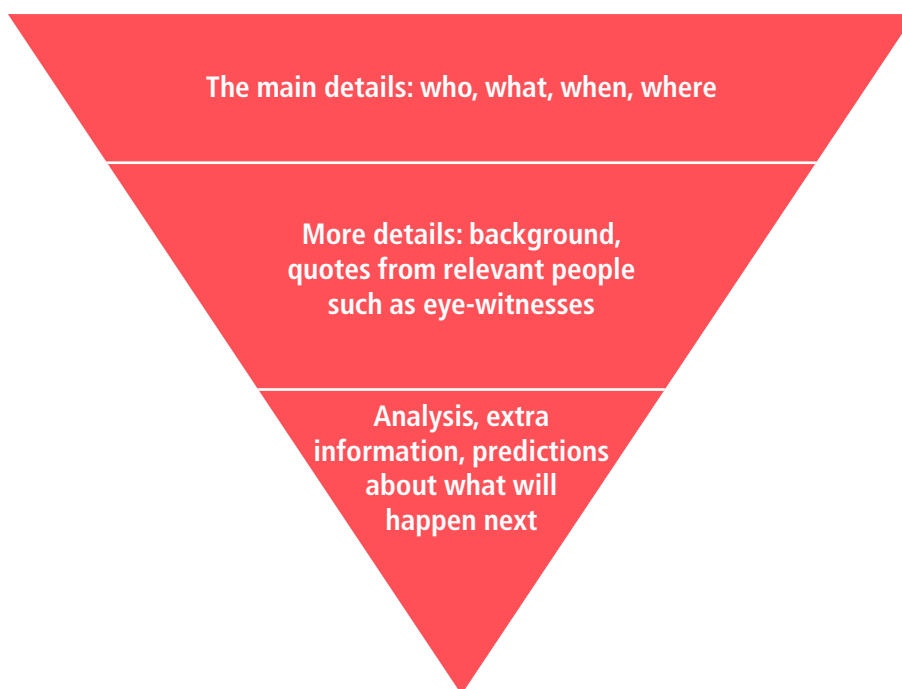 The main details: who, what, when, where
More details: background,
quotes from relevant people
such as eye-witnesses
Analysis, extra
information, predictions
about what will
happen next